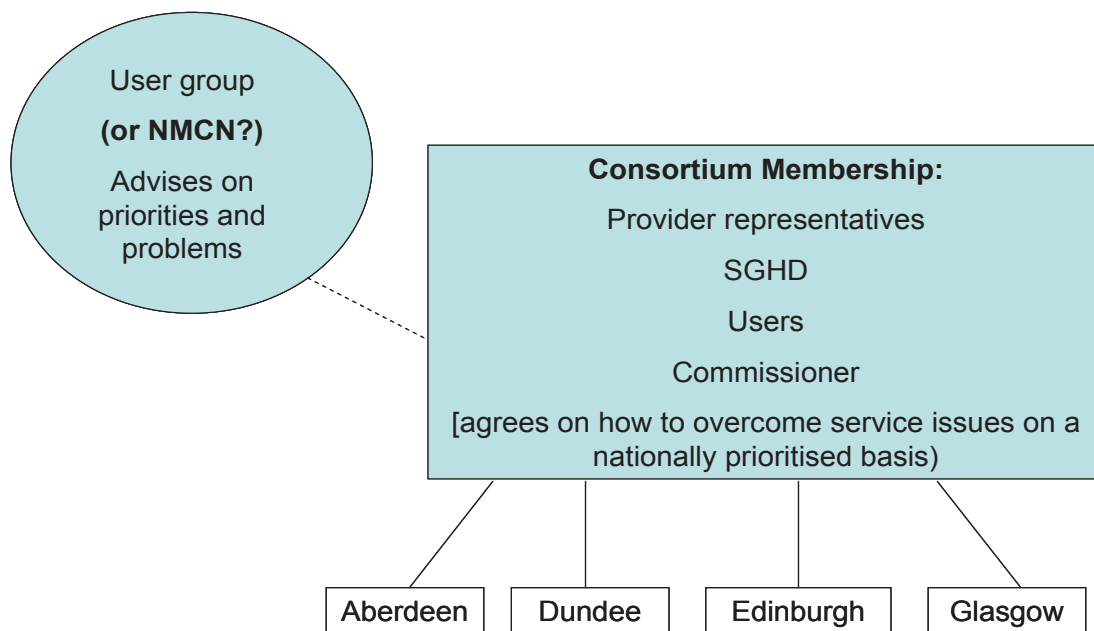 User group
(or NMCN?)
Advises on
priorities and
problems
Consortium Membership:
Provider representatives
SGHD
Users
Commissioner
[agrees on how to overcome service issues on a
nationally prioritised basis)
Aberdeen
Dundee
Edinburgh
Glasgow